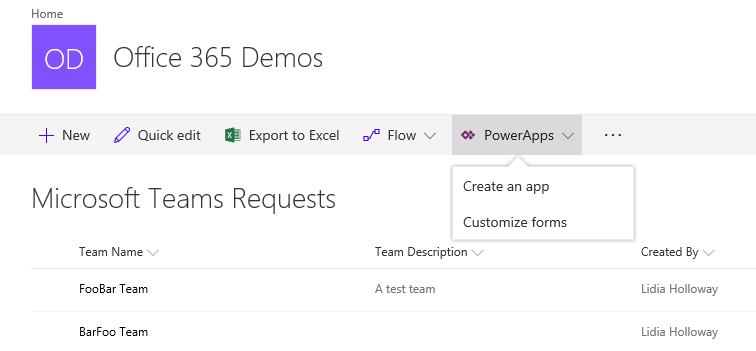 Home
OD
Office 365 Demos
New Quick edit Export to Excel Flow PowerApps ...
Create an app
Customize forms
Microsoft Teams Requests
Team Name Team Description Created By
FooBar Team A test team Lidia Holloway
BarFoo Team Lidia Holloway